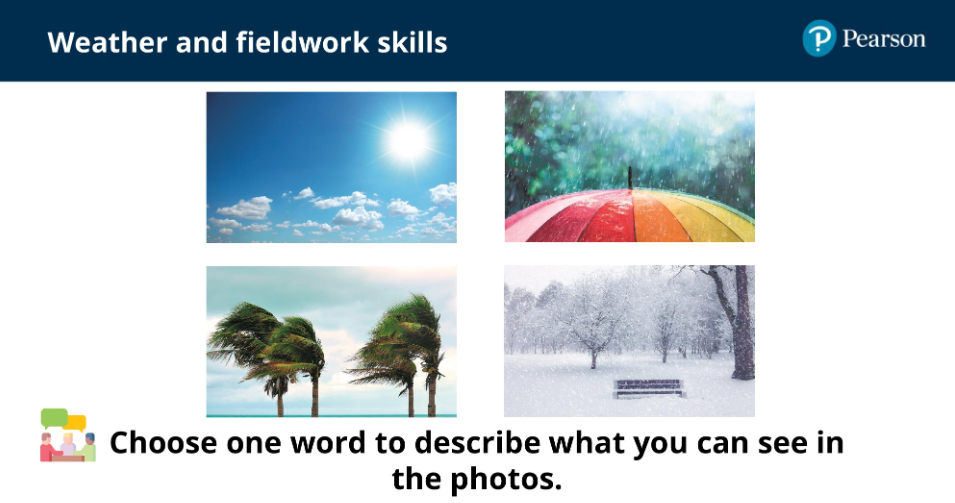 Weather and fieldwork skills
Pearson
Choose one word to describe what you can see in
the photos.